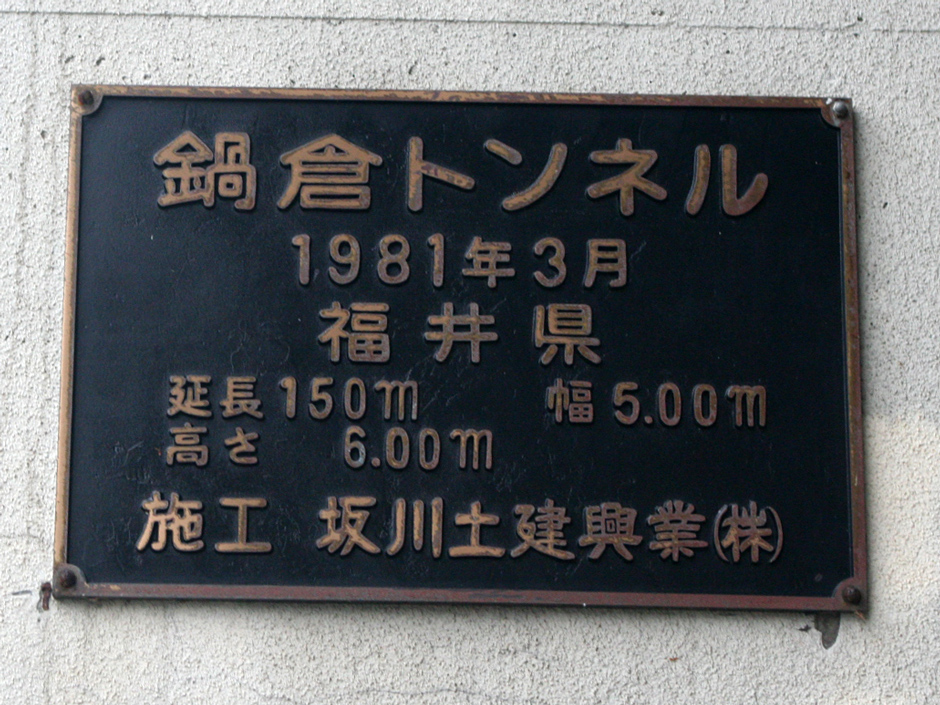 鍋倉トンネル
1981年3月
福井県
延長150m 幅5.00m
高さ 6.00m
施工 坂川土建興業(株)